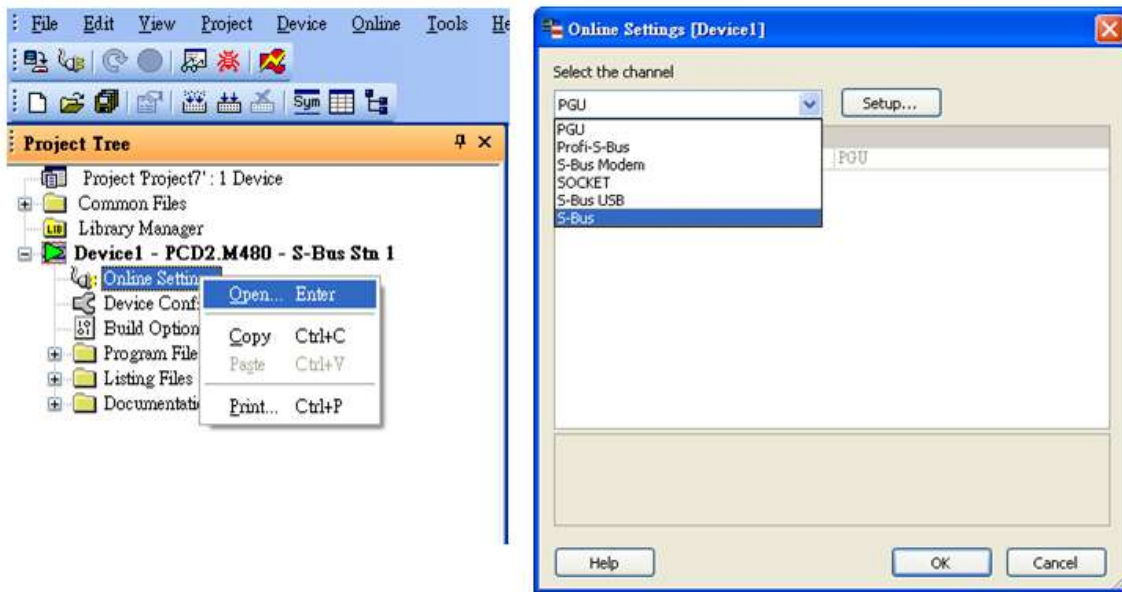 File Edit View Project Device Online Tools He
Sym
Project Tree
Project 'Project7': 1 Device
Common Files
LIB Library Manager
Device1 - PCD2.M480 - S-Bus Stn 1
Online Settin
Device Conf
Build Option
Program File
Listing Files
Documentati
Open... Enter
Copy Ctrl+C
Paste Ctrl+V
Print... Ctrl+P
Online Settings [Device1]
Select the channel
PGU
Setup...
PGU
Profi-S-Bus
S-Bus Modem
SOCKET
S-Bus USB
S-Bus
PGU
Help
OK
Cancel